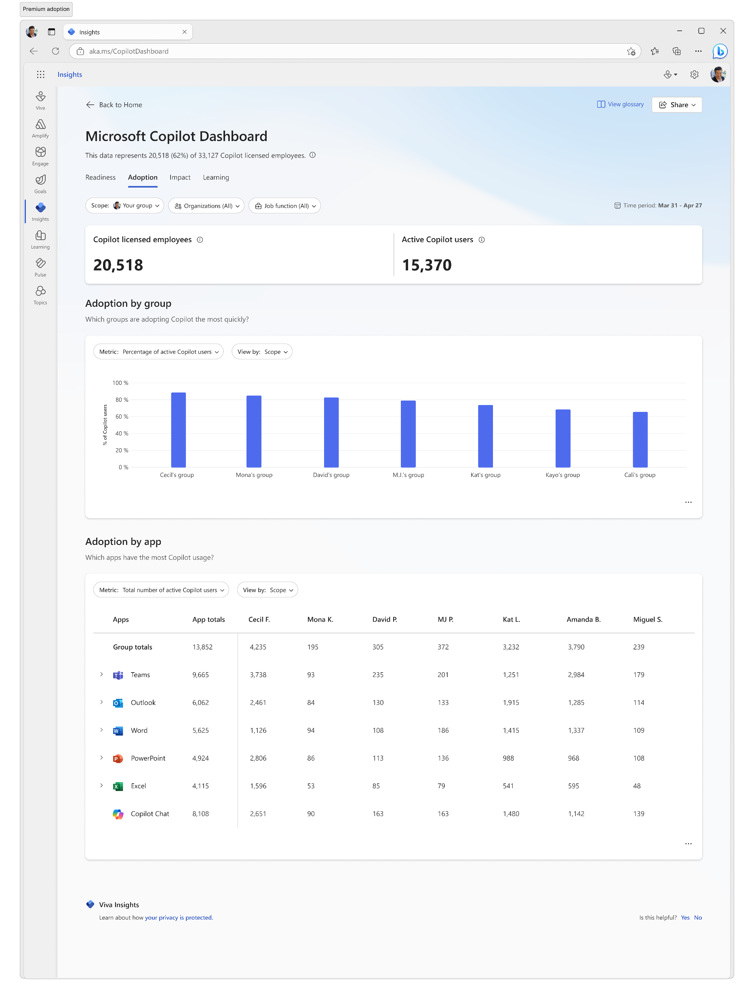 Premium adoption
Insights
aka.ms/CopilotDashboard
Insights
Viva
Amplify
Engage
Goals
Insights
Learning
Pulse
Topics
Back to Home
View glossary
Share
Microsoft Copilot Dashboard
This data represents 20,518 (62%) of 33,127 Copilot licensed employees.
Readiness Adoption Impact Learning
Scope: Your group Organizations (All) Job function (All) Time period: Mar 31 - Apr 27
Copilot licensed employees
20,518
Active Copilot users
15,370
Adoption by group
Which groups are adopting Copilot the most quickly?
Metric: Percentage of active Copilot users View by: Scope
% of Copilot users
100 %
80 %
60 %
40 %
20 %
0 %
Cecil's group Mona's group David's group M.J.'s group Kat's group Kayo's group Cali's group
Adoption by app
Which apps have the most Copilot usage?
Metric: Total number of active Copilot users View by: Scope
Apps App totals Cecil F. Mona K. David P. MJ P. Kat L. Amanda B. Miguel S.
Group totals 13,852 4,235 195 305 372 3,232 3,790 239
Teams 9,665 3,738 93 235 201 1,251 2,984 179
Outlook 6,062 2,461 84 130 133 1,915 1,285 114
Word 5,625 1,126 94 108 186 1,415 1,337 109
PowerPoint 4,924 2,806 86 113 136 988 968 108
Excel 4,115 1,596 53 85 79 541 595 48
Copilot Chat 8,108 2,651 90 163 163 1,480 1,142 139
Viva Insights
Learn about how your privacy is protected.
Is this helpful? Yes No